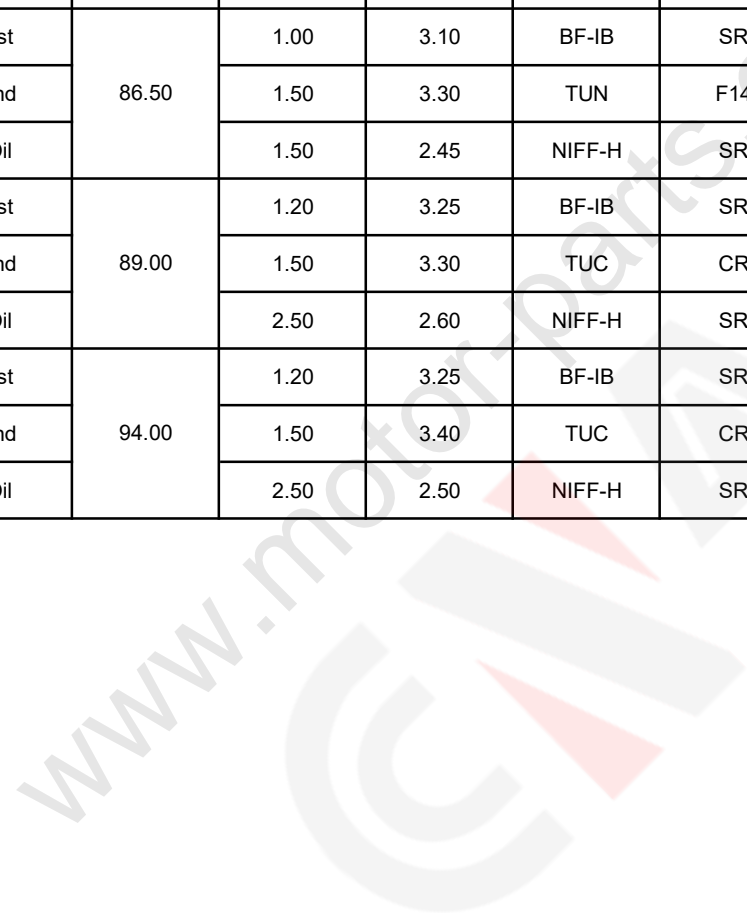 st 86.50 1.00 3.10 BF-IB SR
nd 1.50 3.30 TUN F14
Oil 1.50 2.45 NIFF-H SR
st 89.00 1.20 3.25 BF-IB SR
nd 1.50 3.30 TUC CR
Oil 2.50 2.60 NIFF-H SR
st 94.00 1.20 3.25 BF-IB SR
nd 1.50 3.40 TUC CR
Oil 2.50 2.50 NIFF-H SR
www.motor-parts.